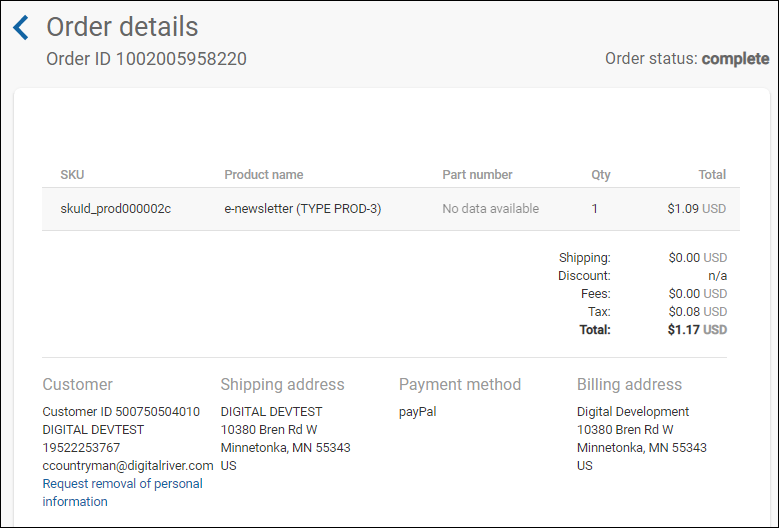 Order details
Order ID 1002005958220
Order status: complete
SKU Product name Part number Qty Total
skuId_prod000002c e-newsletter (TYPE PROD-3) No data available 1 $1.09 USD
Shipping: $0.00 USD
Discount: n/a
Fees: $0.00 USD
Tax: $0.08 USD
Total: $1.17 USD
Customer
Customer ID 500750504010
DIGITAL DEVTEST
19522253767
ccountryman@digitalriver.com
Request removal of personal
information
Shipping address
DIGITAL DEVTEST
10380 Bren Rd W
Minnetonka, MN 55343
US
Payment method
payPal
Billing address
Digital Development
10380 Bren Rd W
Minnetonka, MN 55343
US